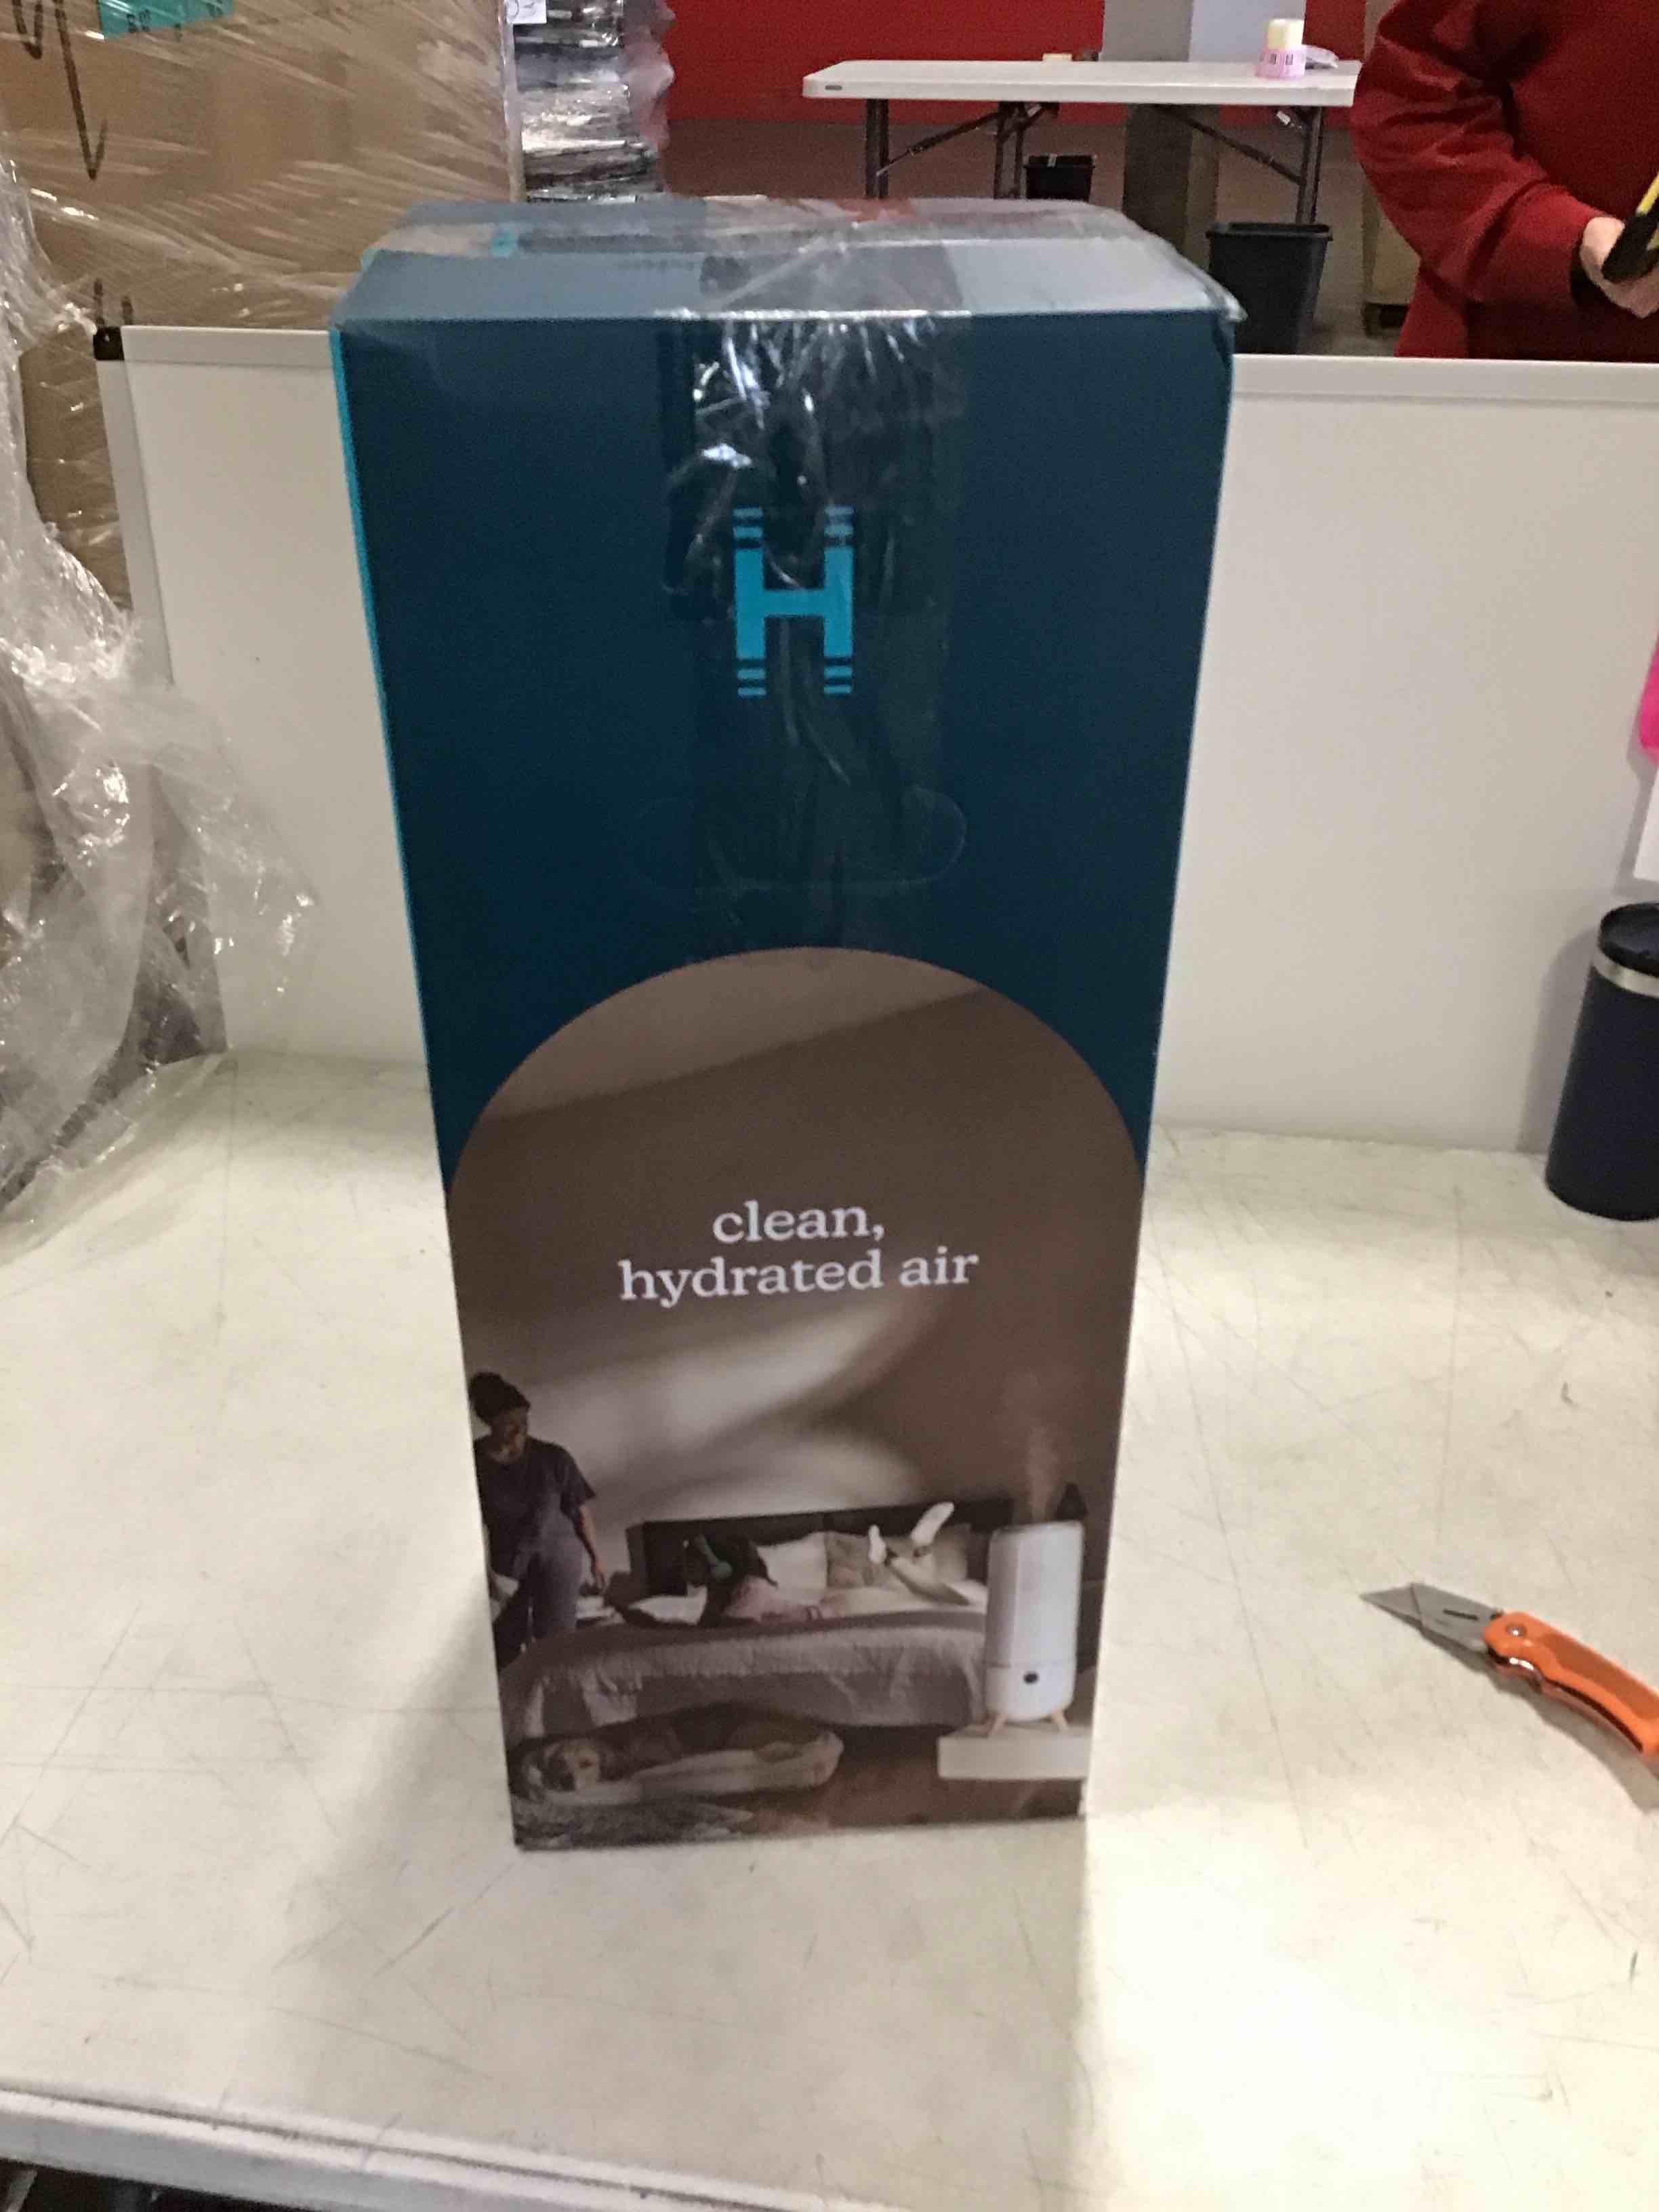 H
clean,
hydrated air